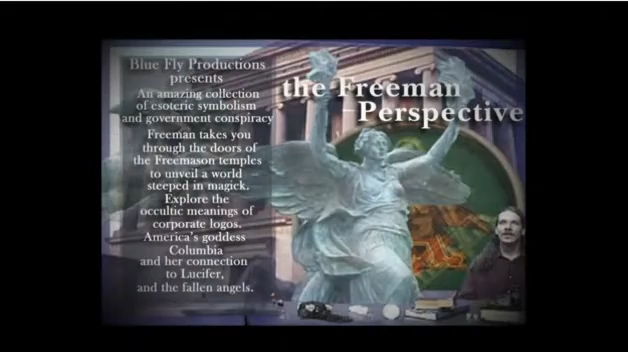 Blue Fly Productions
presents
An amazing collection
of esoteric symbolism
and government conspiracy
Freeman takes you
through the doors of
the Freemason temples
to unveil a world
steeped in magick.
Explore the
occultic meanings of
corporate logos.
America's goddess
Columbia
and her connection
to Lucifer,
and the fallen angels.
the Freeman
Perspective